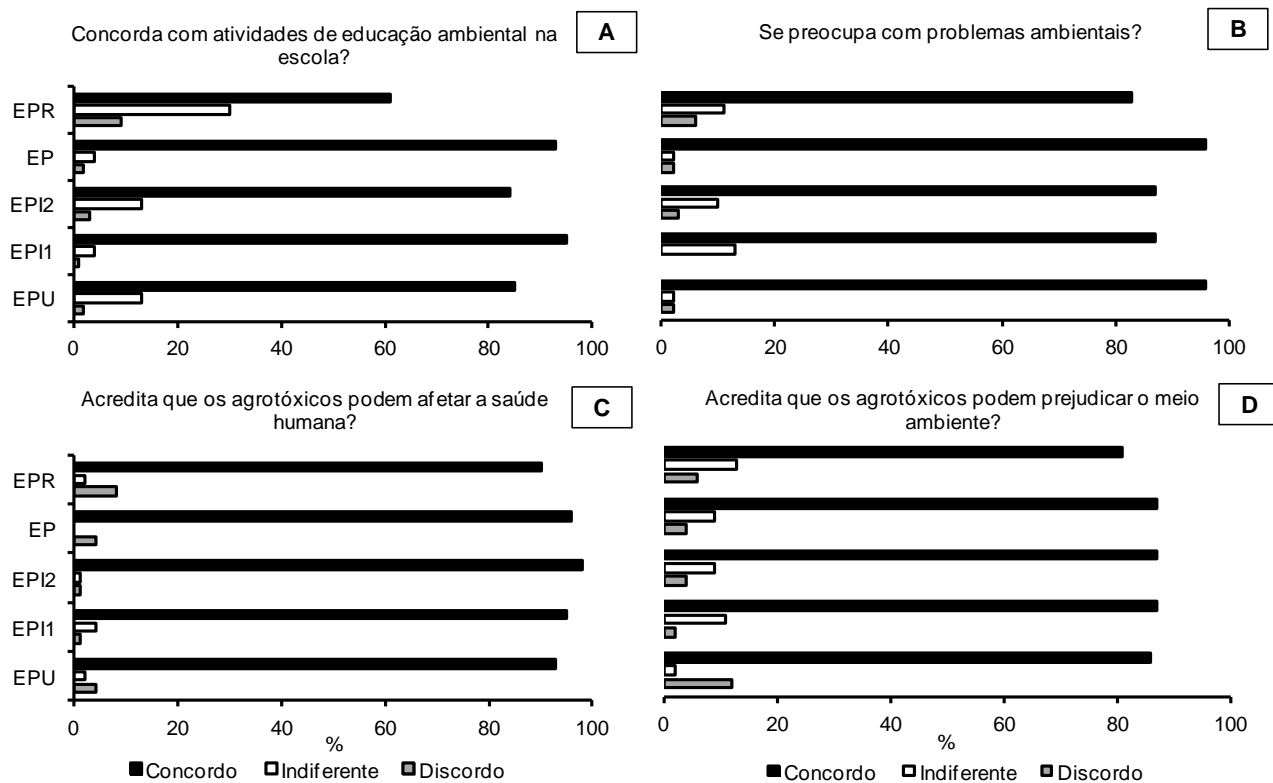 Concorda com atividades de educação ambiental na
escola?
A
EPR
EP
EPI2
EPI1
EPU
0 20 40 60 80 100
Se preocupa com problemas ambientais?
B
0 20 40 60 80 100
Acredita que os agrotóxicos podem afetar a saúde
humana?
C
EPR
EP
EPI2
EPI1
EPU
0 20 40 60 80 100
%
Concordo Indiferente Discordo
Acredita que os agrotóxicos podem prejudicar o meio
ambiente?
D
0 20 40 60 80 100
%
Concordo Indiferente Discordo